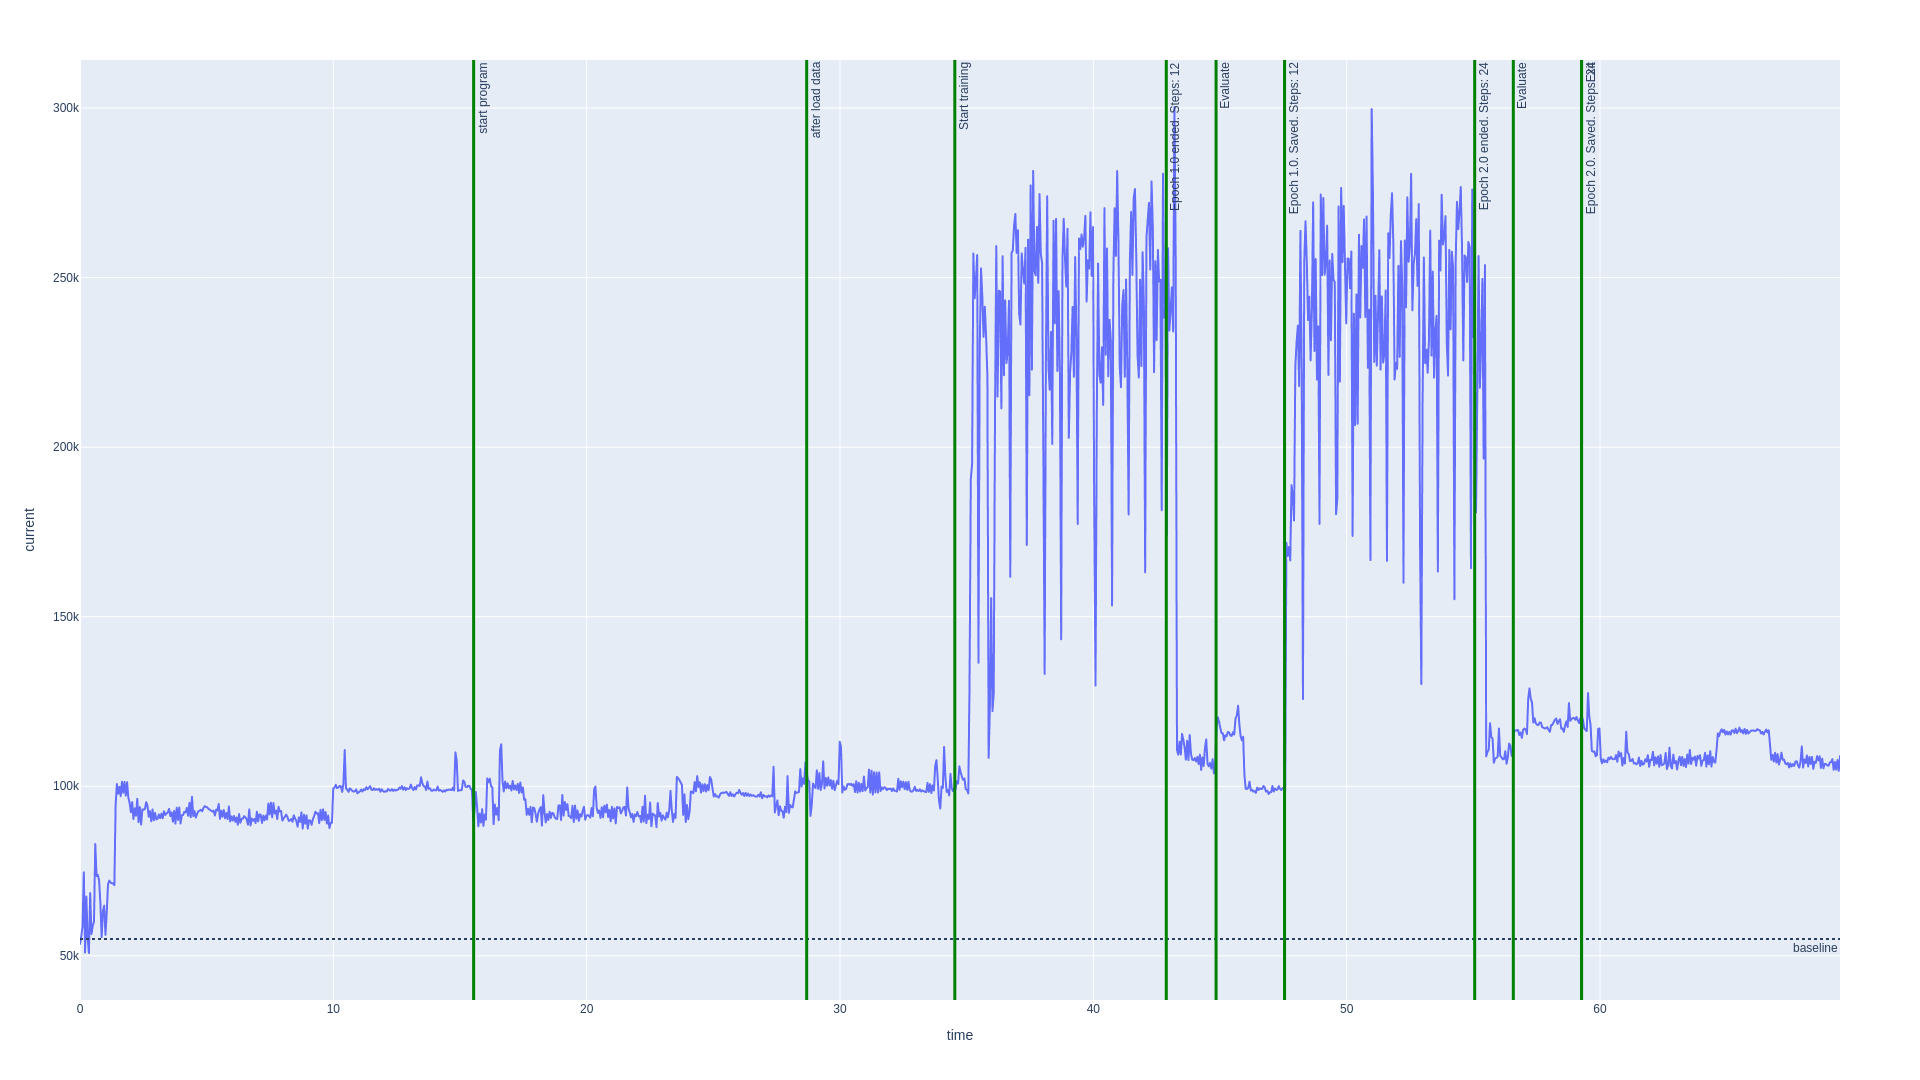 start program
after load data
Start training
Epoch 1.0 ended. Steps: 12
Evaluate
Epoch 1.0. Saved. Steps: 12
Epoch 2.0 ended. Steps: 24
Evaluate
Epoch 2.0. Saved. Steps: 24
300k
250k
200k
150k
100k
50k
current
baseline
0
10
20
30
40
50
60
time